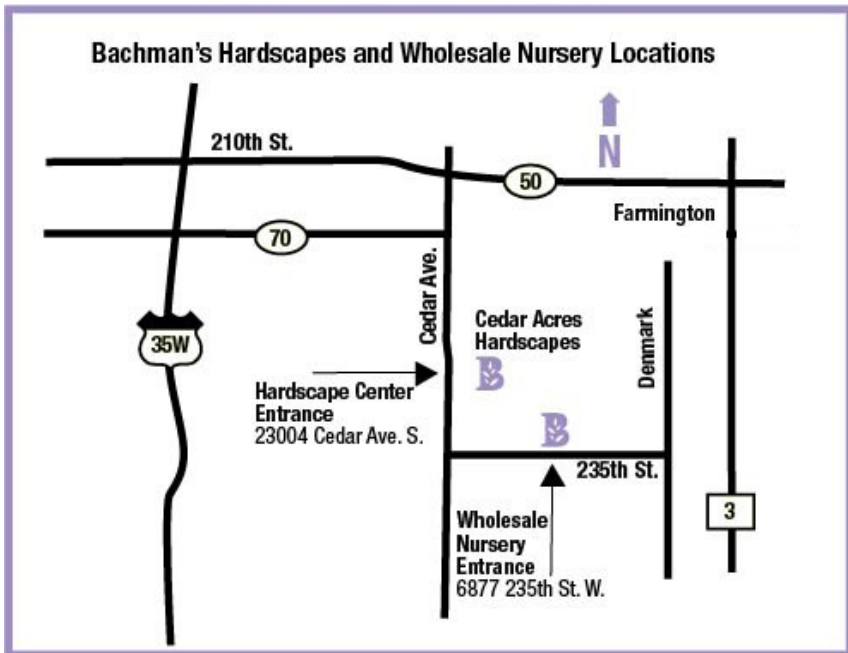 Bachman's Hardscapes and Wholesale Nursery Locations
210th St.
N
50
Farmington
70
Cedar Ave.
Cedar Acres
Hardscapes
Denmark
35W
B
Hardscape Center
Entrance
23004 Cedar Ave. S.
B
235th St.
3
Wholesale
Nursery
Entrance
6877 235th St. W.